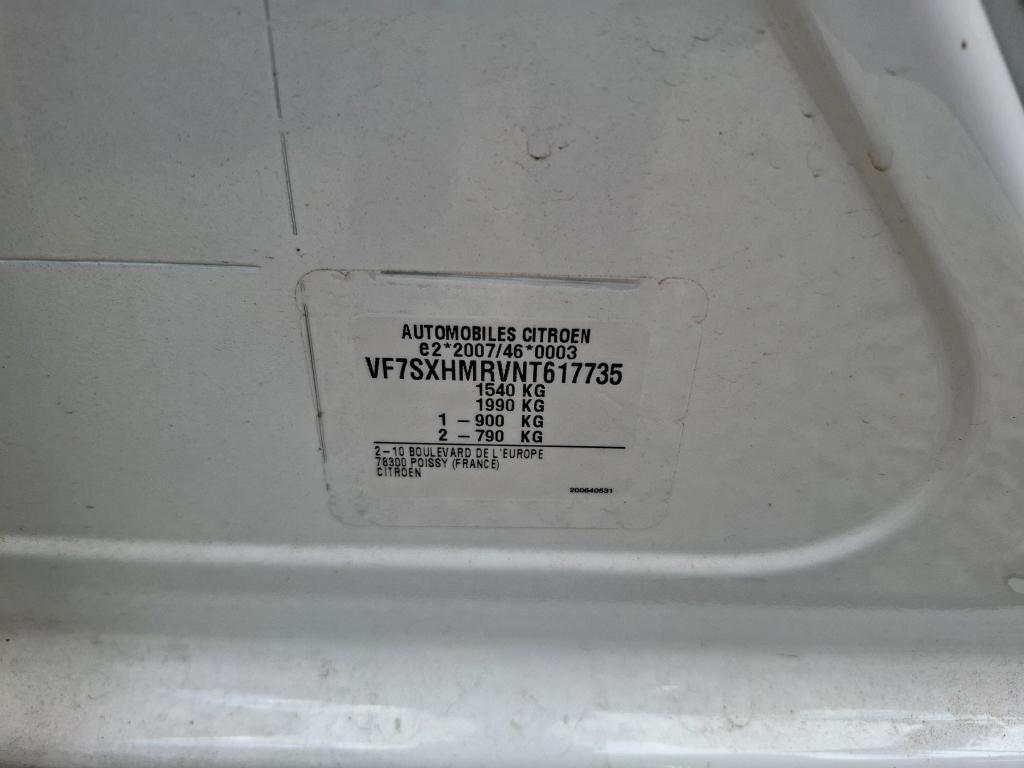 AUTOMOBILES CITROEN
e2*2007/46*0003
VF7SXHMRVNT617735
1540 KG
1990 KG
1 – 900 KG
2 – 790 KG
2–10 BOULEVARD DE L'EUROPE
78300 POISSY (FRANCE)
CITROEN
200640531